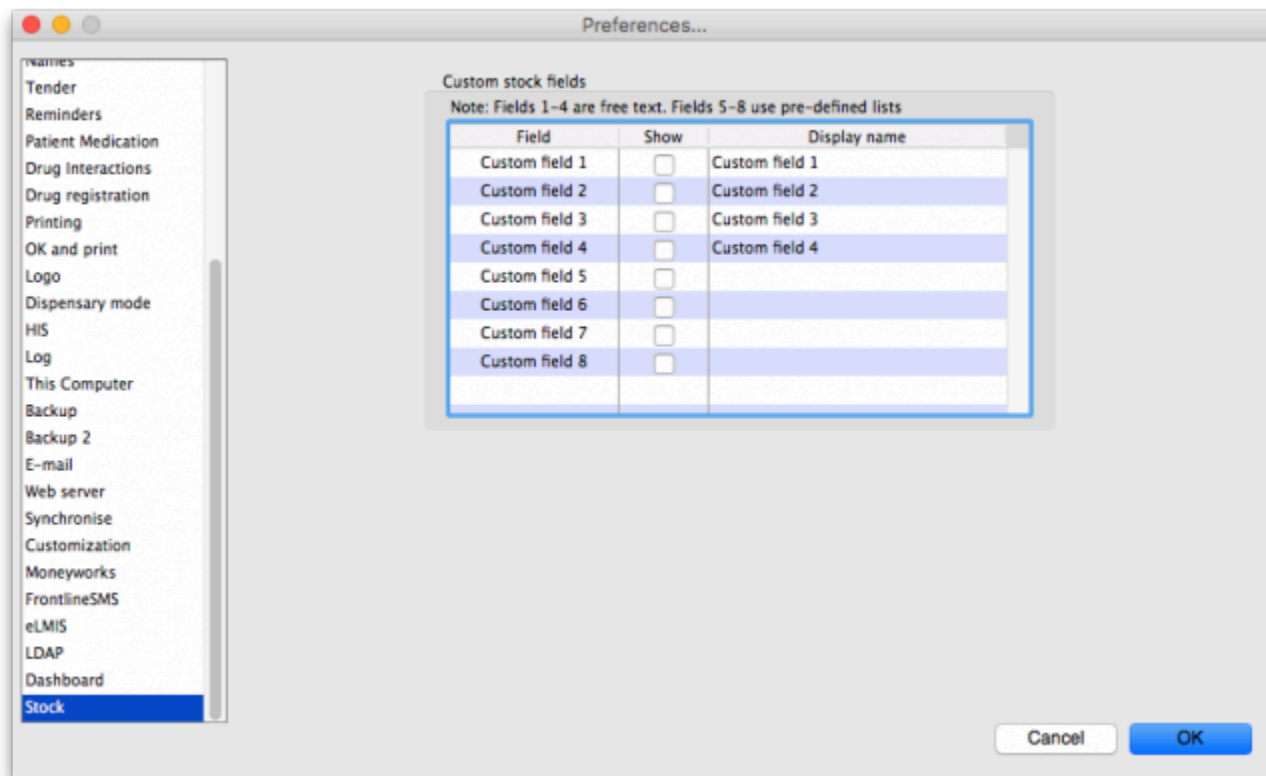 Preferences...
Names
Tender
Reminders
Patient Medication
Drug Interactions
Drug registration
Printing
OK and print
Logo
Dispensary mode
HIS
Log
This Computer
Backup
Backup 2
E-mail
Web server
Synchronise
Customization
Moneyworks
FrontlineSMS
eLMIS
LDAP
Dashboard
Stock
Custom stock fields
Note: Fields 1-4 are free text. Fields 5-8 use pre-defined lists
Field Show Display name
Custom field 1 Custom field 1
Custom field 2 Custom field 2
Custom field 3 Custom field 3
Custom field 4 Custom field 4
Custom field 5
Custom field 6
Custom field 7
Custom field 8
Cancel OK